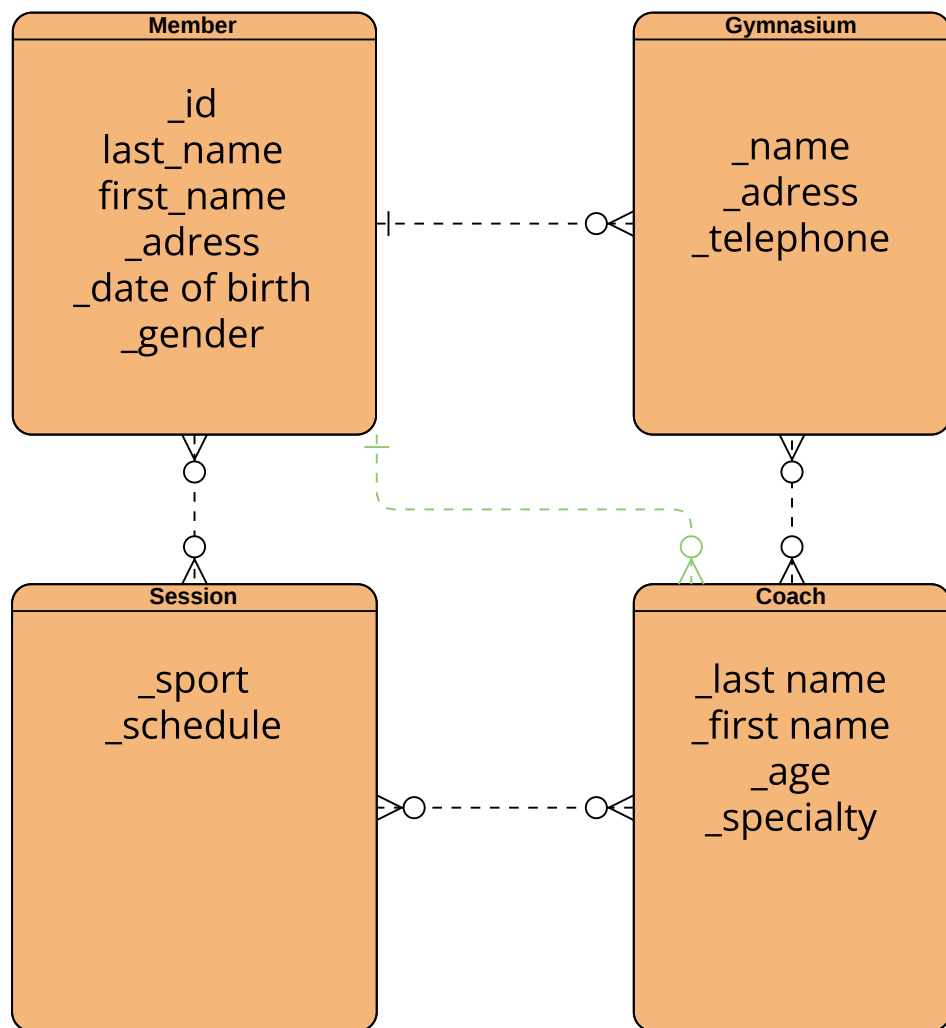 Member
_id
last_name
first_name
_adress
_date of birth
_gender
Gymnasium
_name
_adress
_telephone
Session
_sport
_schedule
Coach
_last name
_first name
_age
_specialty